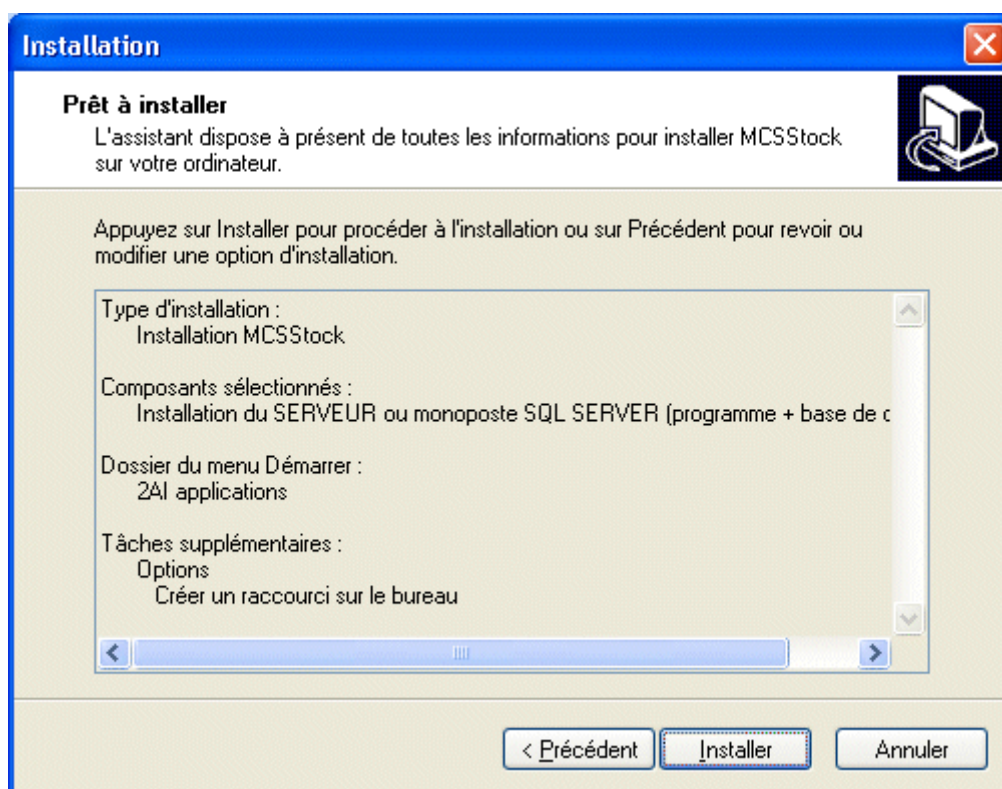 Installation
Prêt à installer
L'assistant dispose à présent de toutes les informations pour installer MCSStock
sur votre ordinateur.
Appuyez sur Installer pour procéder à l'installation ou sur Précédent pour revoir ou
modifier une option d'installation.
Type d'installation :
Installation MCSStock
Composants sélectionnés :
Installation du SERVEUR ou monoposte SQL SERVER (programme + base de
Dossier du menu Démarrer :
2AI applications
Tâches supplémentaires :
Options
Créer un raccourci sur le bureau
< Précédent
Installer
Annuler